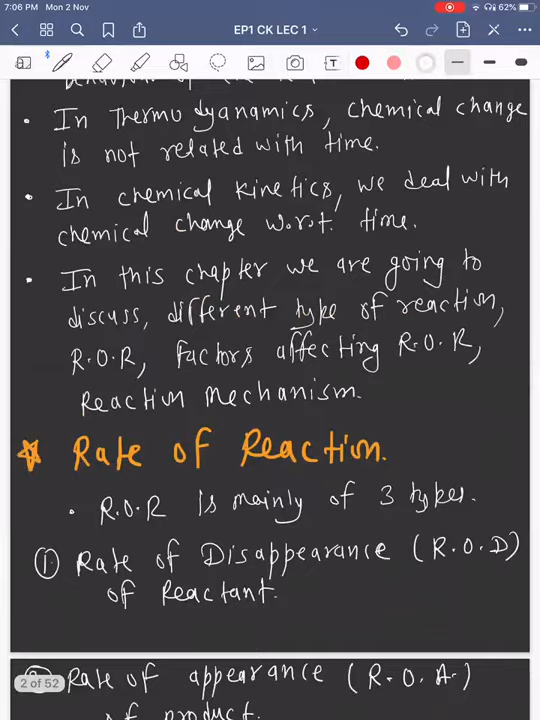 7:06 PM Mon 2 Nov
62%
EP1 CK LEC 1
T
• In Thermodyanamics, chemical change
is not related with time.
• In chemical kinetics, we deal with
chemical change w.r.t. time.
• In this chapter we are going to
discuss, different type of reaction,
R.O.R, factors affecting R.O.R,
Reaction Mechanism.
Rate of Reaction.
• R.O.R is mainly of 3 types.
① Rate of Disappearance (R.O.D)
of Reactant.
2 of 52
Rate of appearance (R.O.A.)
of product.